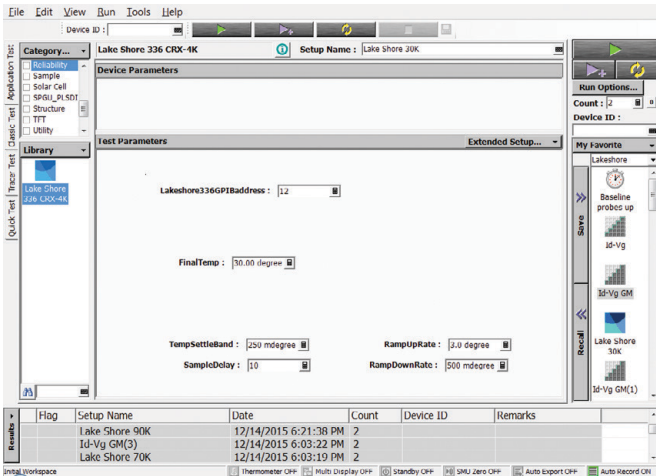 File Edit View Run Tools Help
Device ID :
Category...
Reliability
Sample
Solar Cell
SPGU_PLSDI
Structure
TFT
Utility
Library
Lake Shore
336 CRX-4K
Application Test
Classic Test
Tracer Test
Quick Test
Lake Shore 336 CRX-4K
Setup Name : Lake Shore 30K
Device Parameters
Test Parameters
Extended Setup...
Lakeshore336GPIBaddress : 12
FinalTemp : 30.00 degree
TempSettleBand : 250 mdegree
RampUpRate : 3.0 degree
SampleDelay : 10
RampDownRate : 500 mdegree
Run Options...
Count : 2
Device ID :
My Favorite
Lakeshore
Save
Recall
Baseline
probes up
Id-Vg
Id-Vg GM
Lake Shore
30K
Id-Vg GM(1)
Results
Flag Setup Name Date Count Device ID Remarks
Lake Shore 90K 12/14/2015 6:21:38 PM 2
Id-Vg GM(3) 12/14/2015 6:03:22 PM 2
Lake Shore 70K 12/14/2015 6:03:19 PM 2
Initial Workspace
Thermometer OFF Multi Display OFF Standby OFF SMU Zero OFF Auto Export OFF Auto Record ON